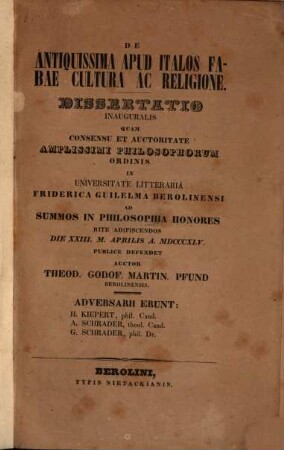 DE
ANTIQUISSIMA APUD ITALOS FA-
BAE CULTURA AC RELIGIONE.
DISSERTATIO
INAUGURALIS
QUAM
CONSENSU ET AUCTORITATE
AMPLISSIMI PHILOSOPHORUM
ORDINIS
IN
UNIVERSITATE LITTERARIA
FRIDERICA GUILELMA BEROLINENSI
AD
SUMMOS IN PHILOSOPHIA HONORES
RITE ADIPISCENDOS
DIE XXIII. M. APRILIS A. MDCCCXLV.
PUBLICE DEFENDET
AUCTOR
THEOD. GODOF. MARTIN. PFUND
BEROLINENSIS.
ADVERSARII ERUNT:
H. KIEPERT, phil. Cand.
A. SCHRADER, theol. Cand.
G. SCHRADER, phil. Dr.
BEROLINI,
TYPIS NIETACKIANIS.